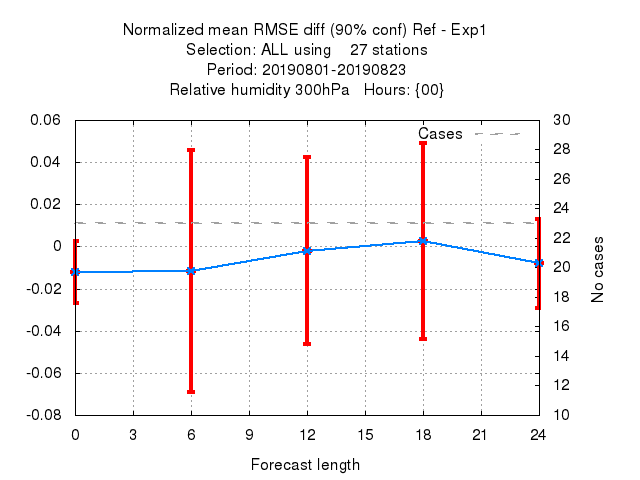 Normalized mean RMSE diff (90% conf) Ref - Exp1
Selection: ALL using    27 stations
Period: 20190801-20190823
Relative humidity 300hPa   Hours: {00}
Cases
0.06
0.04
0.02
0
-0.02
-0.04
-0.06
-0.08
30
28
26
24
22
20
18
16
14
12
10
No cases
0 3 6 9 12 15 18 21 24
Forecast length